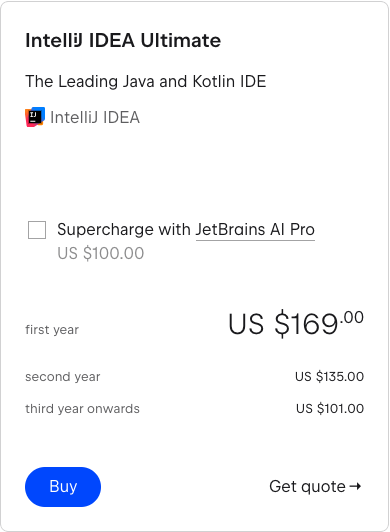 IntelliJ IDEA Ultimate
The Leading Java and Kotlin IDE
IJ IntelliJ IDEA
Supercharge with JetBrains AI Pro
US $100.00
first year US $169.00
second year US $135.00
third year onwards US $101.00
Buy Get quote →